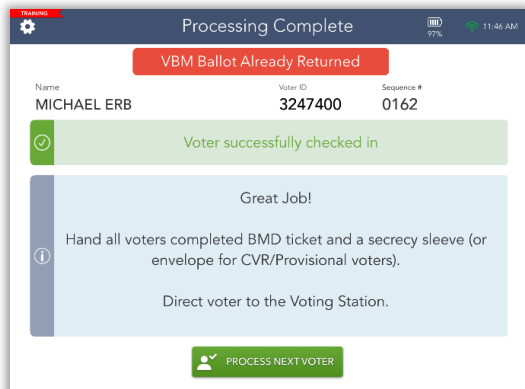 TRAINING
Processing Complete
97%
11:46 AM
VBM Ballot Already Returned
Name
Voter ID
Sequence #
MICHAEL ERB
3247400
0162
Voter successfully checked in
Great Job!
Hand all voters completed BMD ticket and a secrecy sleeve (or
envelope for CVR/Provisional voters).
Direct voter to the Voting Station.
PROCESS NEXT VOTER